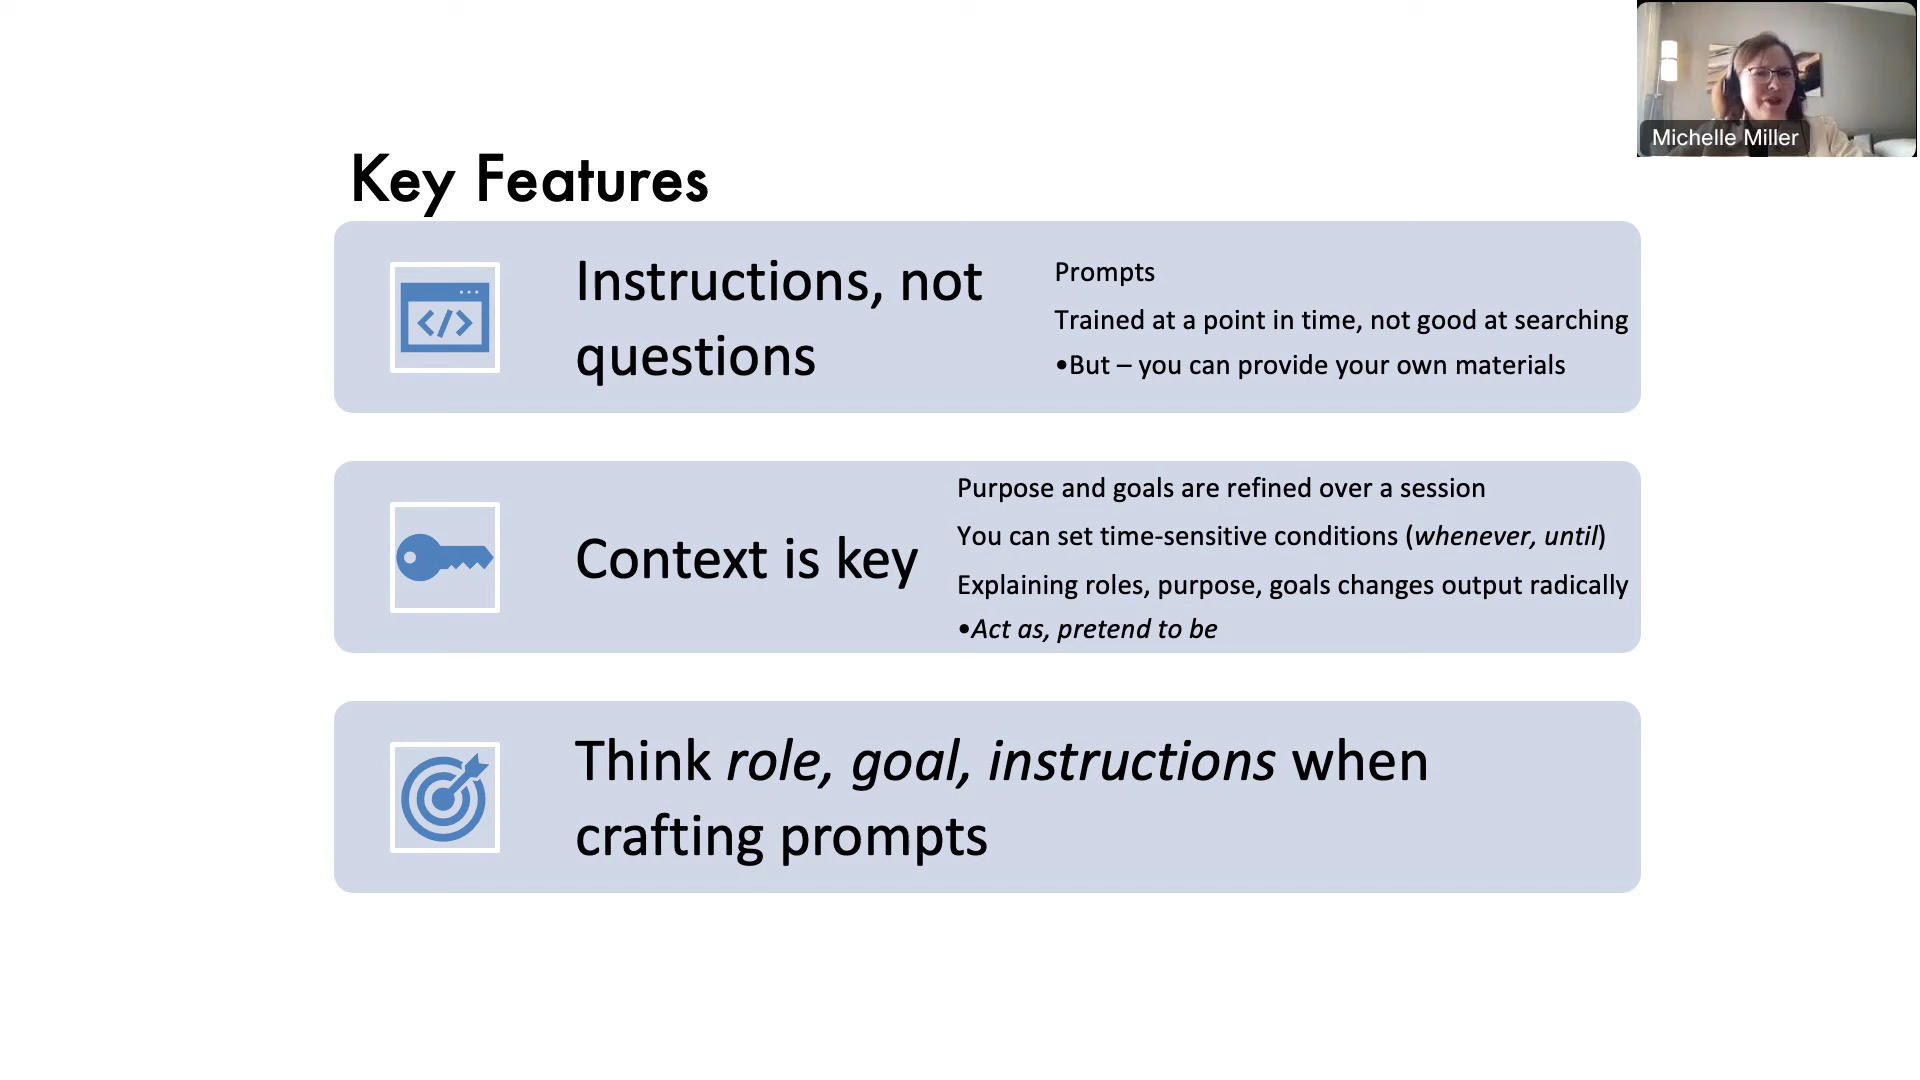 Michelle Miller
Key Features
Instructions, not
questions
Prompts
Trained at a point in time, not good at searching
•But – you can provide your own materials
Context is key
Purpose and goals are refined over a session
You can set time-sensitive conditions (whenever, until)
Explaining roles, purpose, goals changes output radically
•Act as, pretend to be
Think role, goal, instructions when
crafting prompts